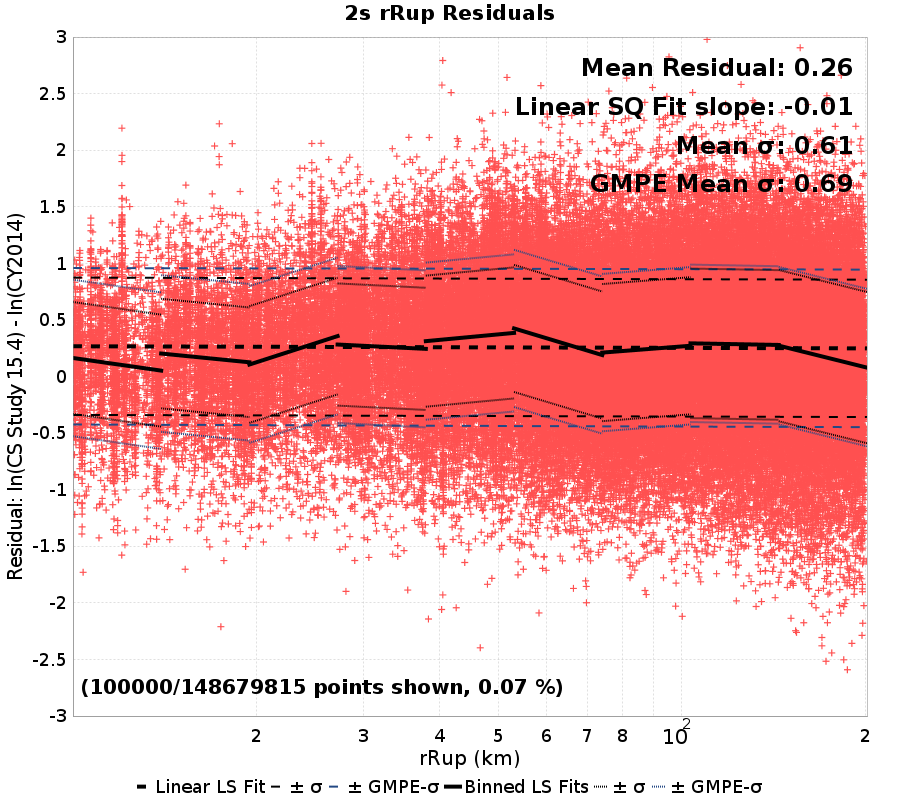 2s rRup Residuals
Residual: ln(CS Study 15.4) - ln(CY2014)
3
2.5
2
1.5
1
0.5
0
-0.5
-1
-1.5
-2
-2.5
-3
Mean Residual: 0.26
Linear SQ Fit slope: -0.01
Mean σ: 0.61
GMPE Mean σ: 0.69
(100000/148679815 points shown, 0.07 %)
2 3 4 5 6 7 8 10² 2
rRup (km)
Linear LS Fit ± σ ± GMPE-σ Binned LS Fits ± σ ± GMPE-σ